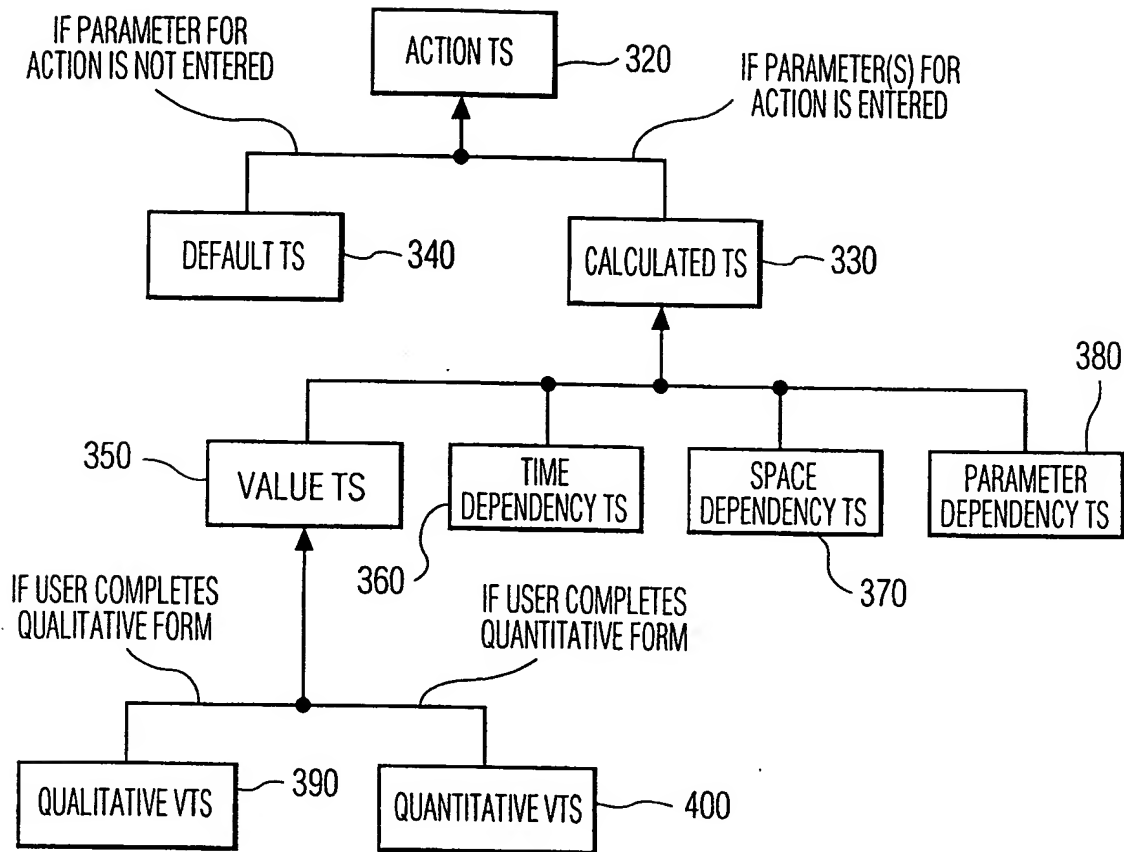 IF PARAMETER FOR
ACTION IS NOT ENTERED
ACTION TS
320
IF PARAMETER(S) FOR
ACTION IS ENTERED
DEFAULT TS
340
CALCULATED TS
330
380
350
VALUE TS
TIME
DEPENDENCY TS
SPACE
DEPENDENCY TS
PARAMETER
DEPENDENCY TS
360
370
IF USER COMPLETES
QUALITATIVE FORM
IF USER COMPLETES
QUANTITATIVE FORM
QUALITATIVE VTS
390
QUANTITATIVE VTS
400